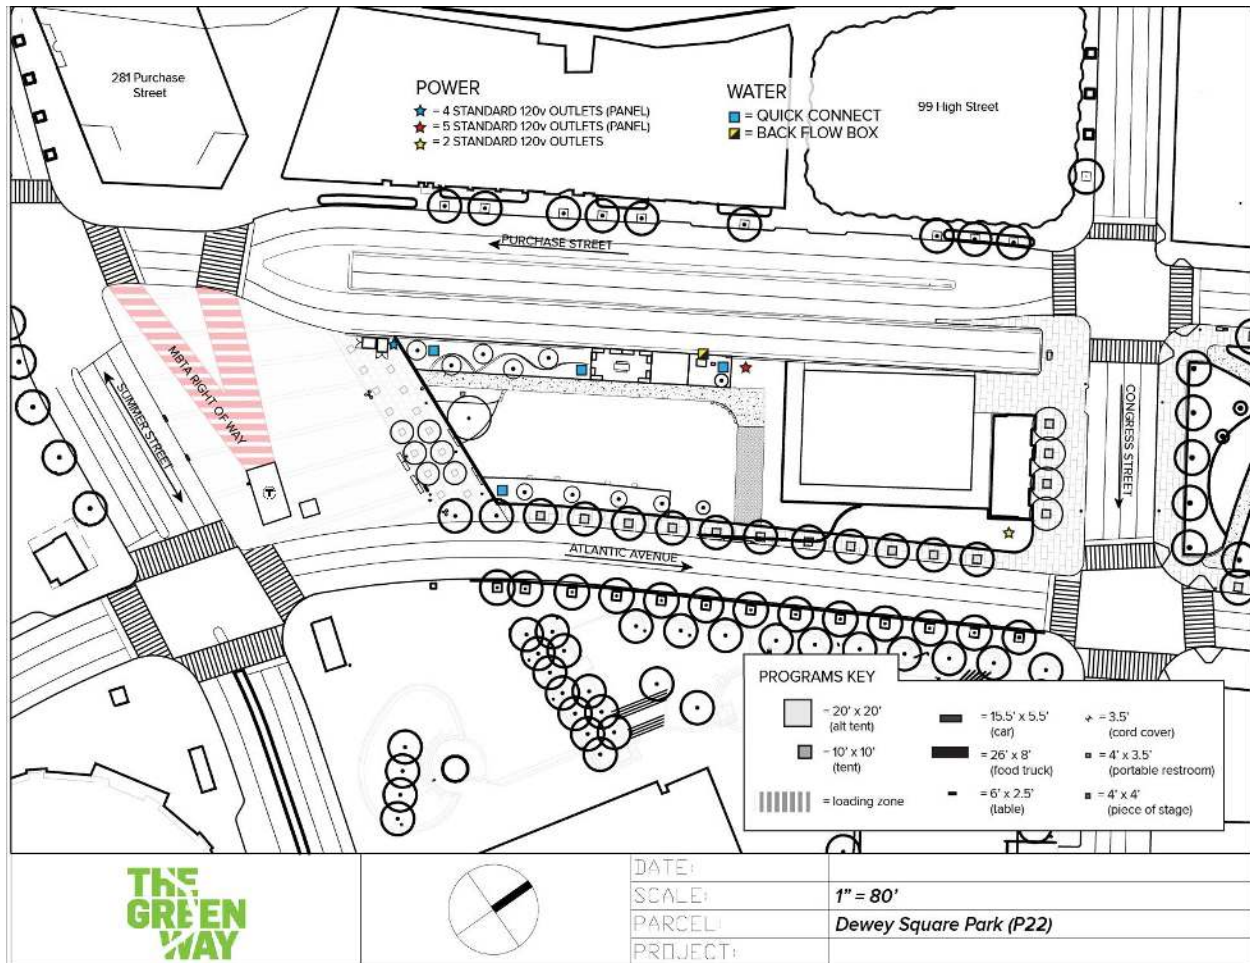 281 Purchase
Street
POWER
= 4 STANDARD 120v OUTLETS (PANEL)
= 5 STANDARD 120v OUTLETS (PANEL)
= 2 STANDARD 120v OUTLETS
WATER
= QUICK CONNECT
= BACK FLOW BOX
99 High Street
PURCHASE STREET
MBTA RIGHT OF WAY
SUMMER STREET
T
CONGRESS STREET
ATLANTIC AVENUE
PROGRAMS KEY
= 20' x 20'
(alt tent)
= 10' x 10'
(tent)
= loading zone
= 15.5' x 5.5'
(car)
= 26' x 8'
(food truck)
= 6' x 2.5'
(table)
= 3.5'
(cord cover)
= 4' x 3.5'
(portable restroom)
= 4' x 4'
(piece of stage)
THE
GREEN
WAY
DATE:
SCALE: 1" = 80'
PARCEL: Dewey Square Park (P22)
PROJECT: